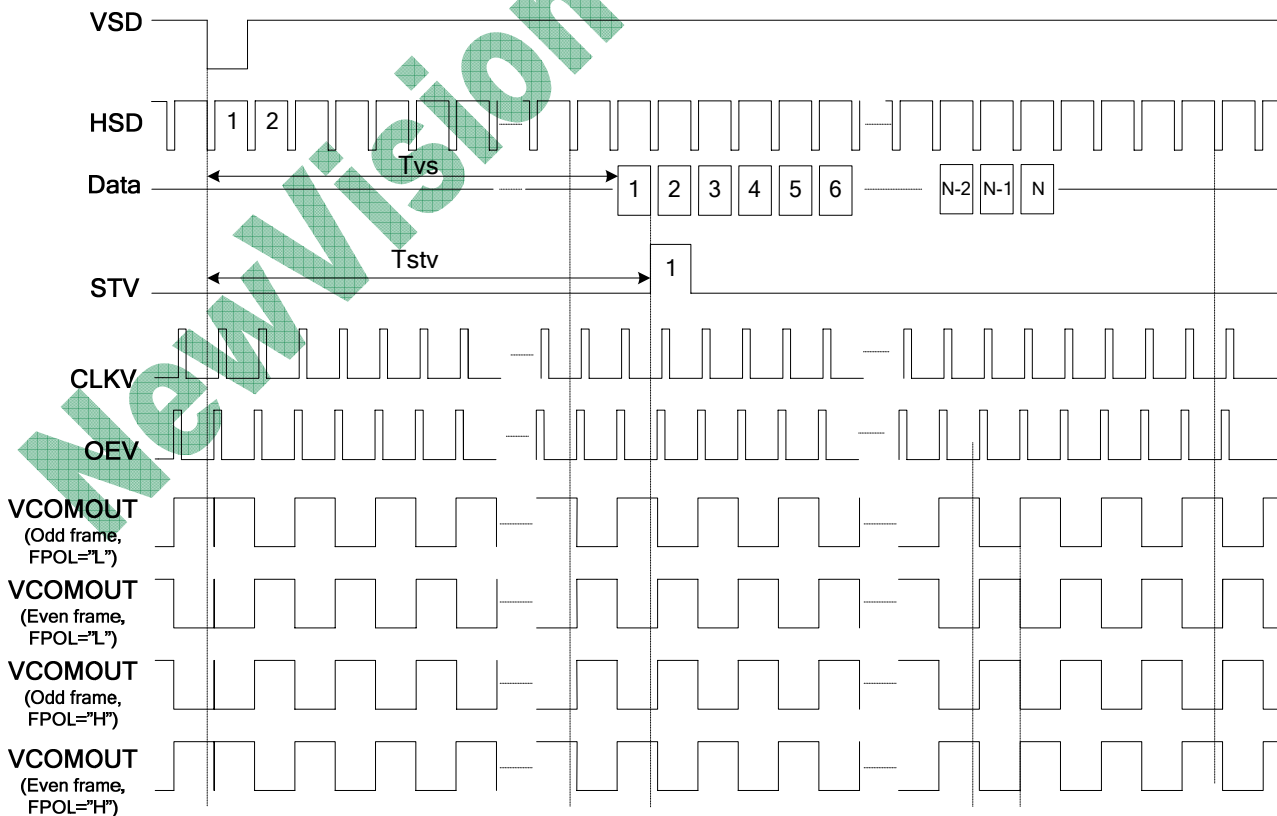 VSD
HSD 1 2
Tvs
Data 1 2 3 4 5 6 N-2 N-1 N
Tstv
STV 1
CLKV
OEV
VCOMOUT
(Odd frame,
FPOL="L")
VCOMOUT
(Even frame,
FPOL="L")
VCOMOUT
(Odd frame,
FPOL="H")
VCOMOUT
(Even frame,
FPOL="H")
NewVision